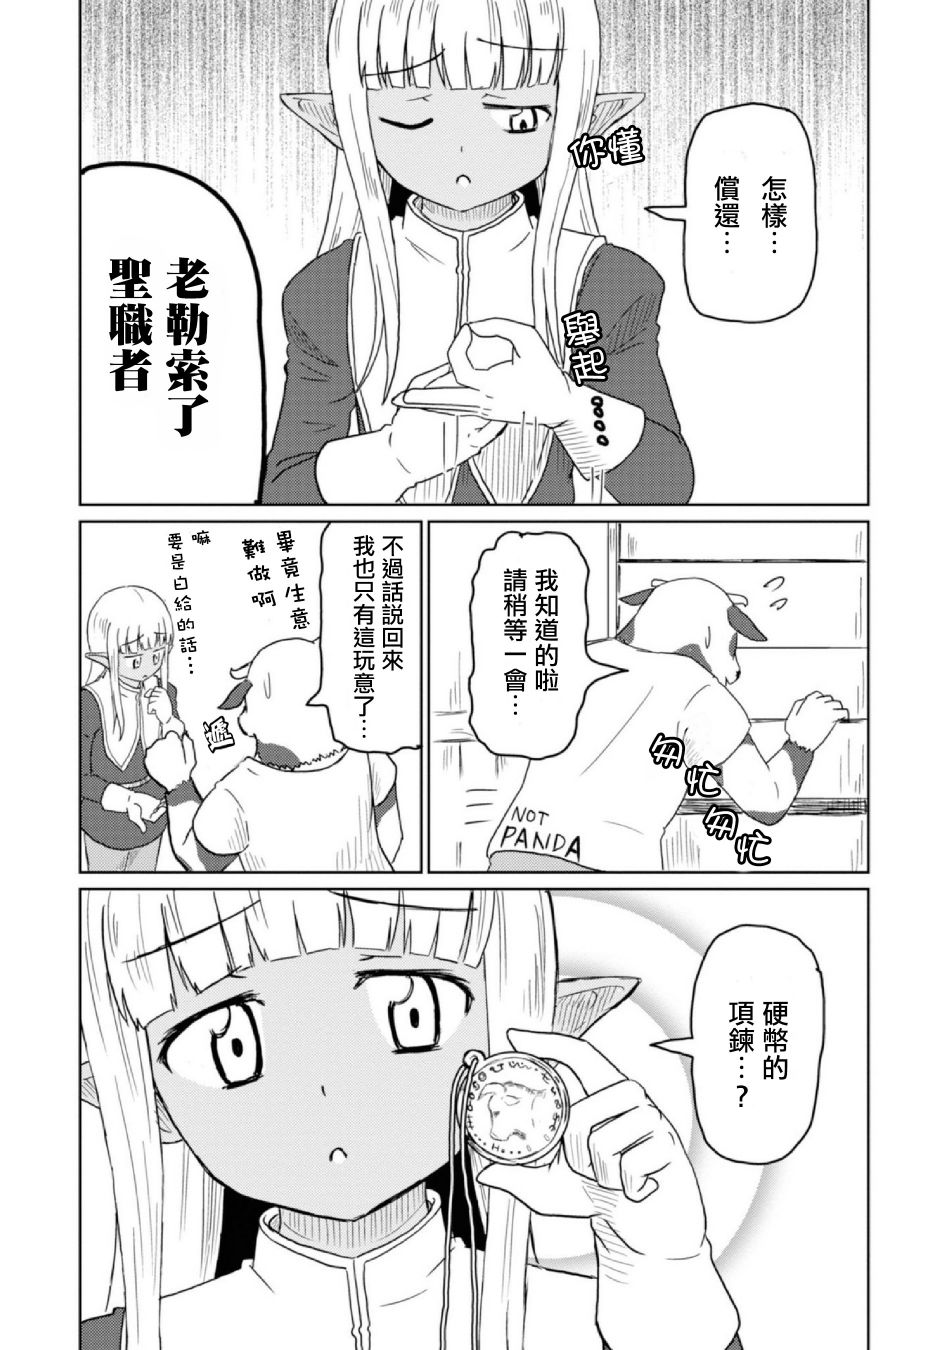 怎樣…
償還…
你懂
舉起
老勒索了
聖職者
我知道的啦
請稍等一會…
毋忙
毋忙
NOT
PANDA
不過話說回來
我也只有這玩意了…
畢竟生意
難做啊
嘛
要是白給的話…
遞
硬幣的
項鍊…?